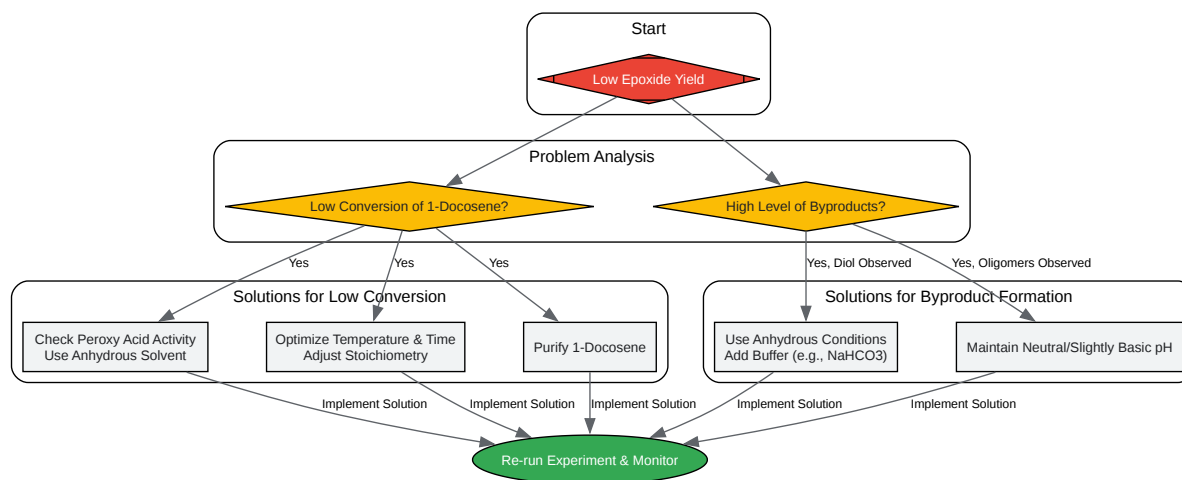 Start
Low Epoxide Yield
Problem Analysis
Low Conversion of 1-Docosene?
High Level of Byproducts?
Yes
Yes
Yes
Yes, Diol Observed
Yes, Oligomers Observed
Solutions for Low Conversion
Solutions for Byproduct Formation
Check Peroxy Acid Activity
Use Anhydrous Solvent
Optimize Temperature & Time
Adjust Stoichiometry
Purify 1-Docosene
Use Anhydrous Conditions
Add Buffer (e.g., NaHCO3)
Maintain Neutral/Slightly Basic pH
Implement Solution
Implement Solution
Implement Solution
Implement Solution
Implement Solution
Re-run Experiment & Monitor